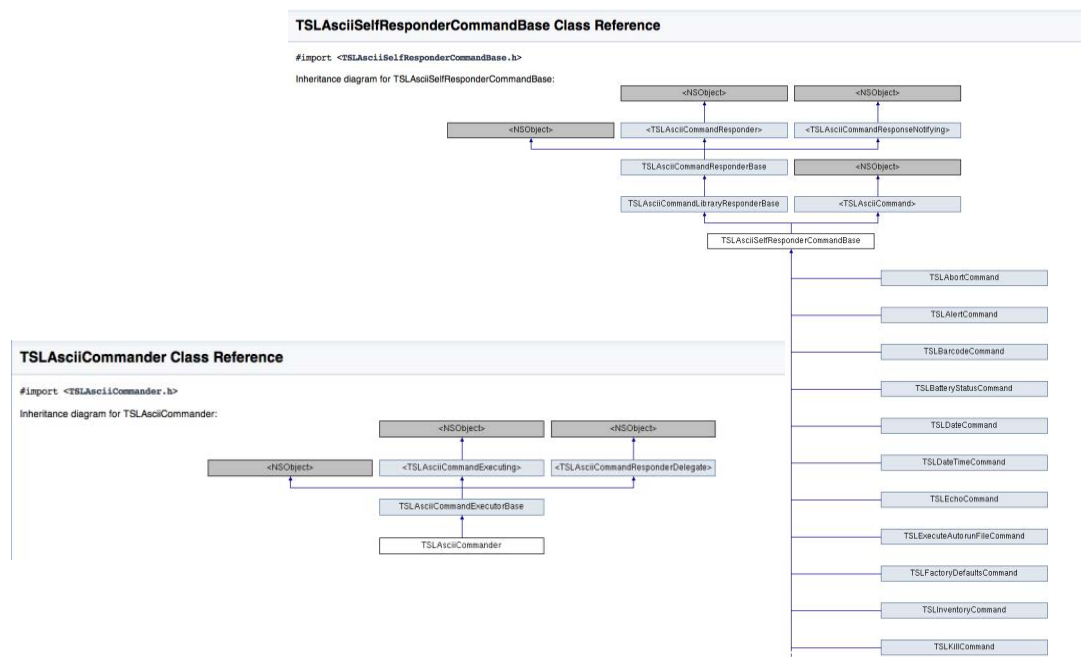 TSLAsciiSelfResponderCommandBase Class Reference
#import <TSLAsciiSelfResponderCommandBase.h>
Inheritance diagram for TSLAsciiSelfResponderCommandBase:
<NSObject>
<NSObject>
<NSObject>
<TSLAsciiCommandResponder>
<TSLAsciiCommandResponseNotifying>
TSLAsciiCommandResponderBase
<NSObject>
TSLAsciiCommandLibraryResponderBase
<TSLAsciiCommand>
TSLAsciiSelfResponderCommandBase
TSLAbortCommand
TSLAlertCommand
TSLBarcodeCommand
TSLBatteryStatusCommand
TSLDateCommand
TSLDateTimeCommand
TSLEchoCommand
TSLExecuteAutorunFileCommand
TSLFactoryDefaultsCommand
TSLInventoryCommand
TSLKillCommand
TSLAsciiCommander Class Reference
#import <TSLAsciiCommander.h>
Inheritance diagram for TSLAsciiCommander:
<NSObject>
<NSObject>
<NSObject>
<TSLAsciiCommandExecuting>
<TSLAsciiCommandResponderDelegate>
TSLAsciiCommandExecutorBase
TSLAsciiCommander